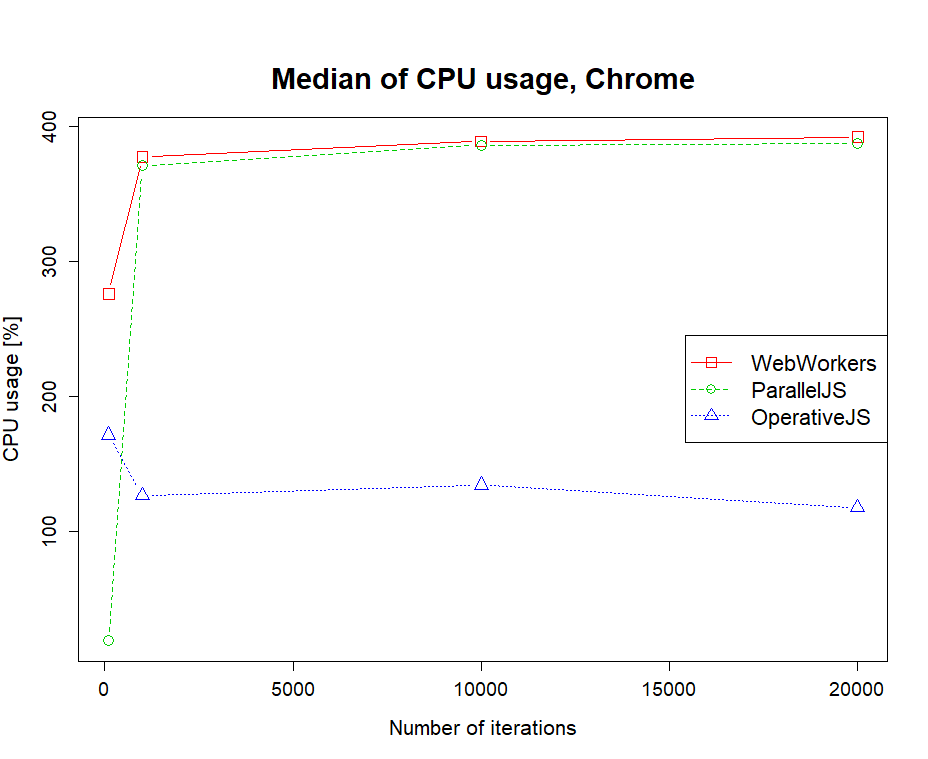 Median of CPU usage, Chrome
CPU usage [%]
400
300
200
100
WebWorkers
ParallelJS
OperativeJS
0
5000
10000
15000
20000
Number of iterations